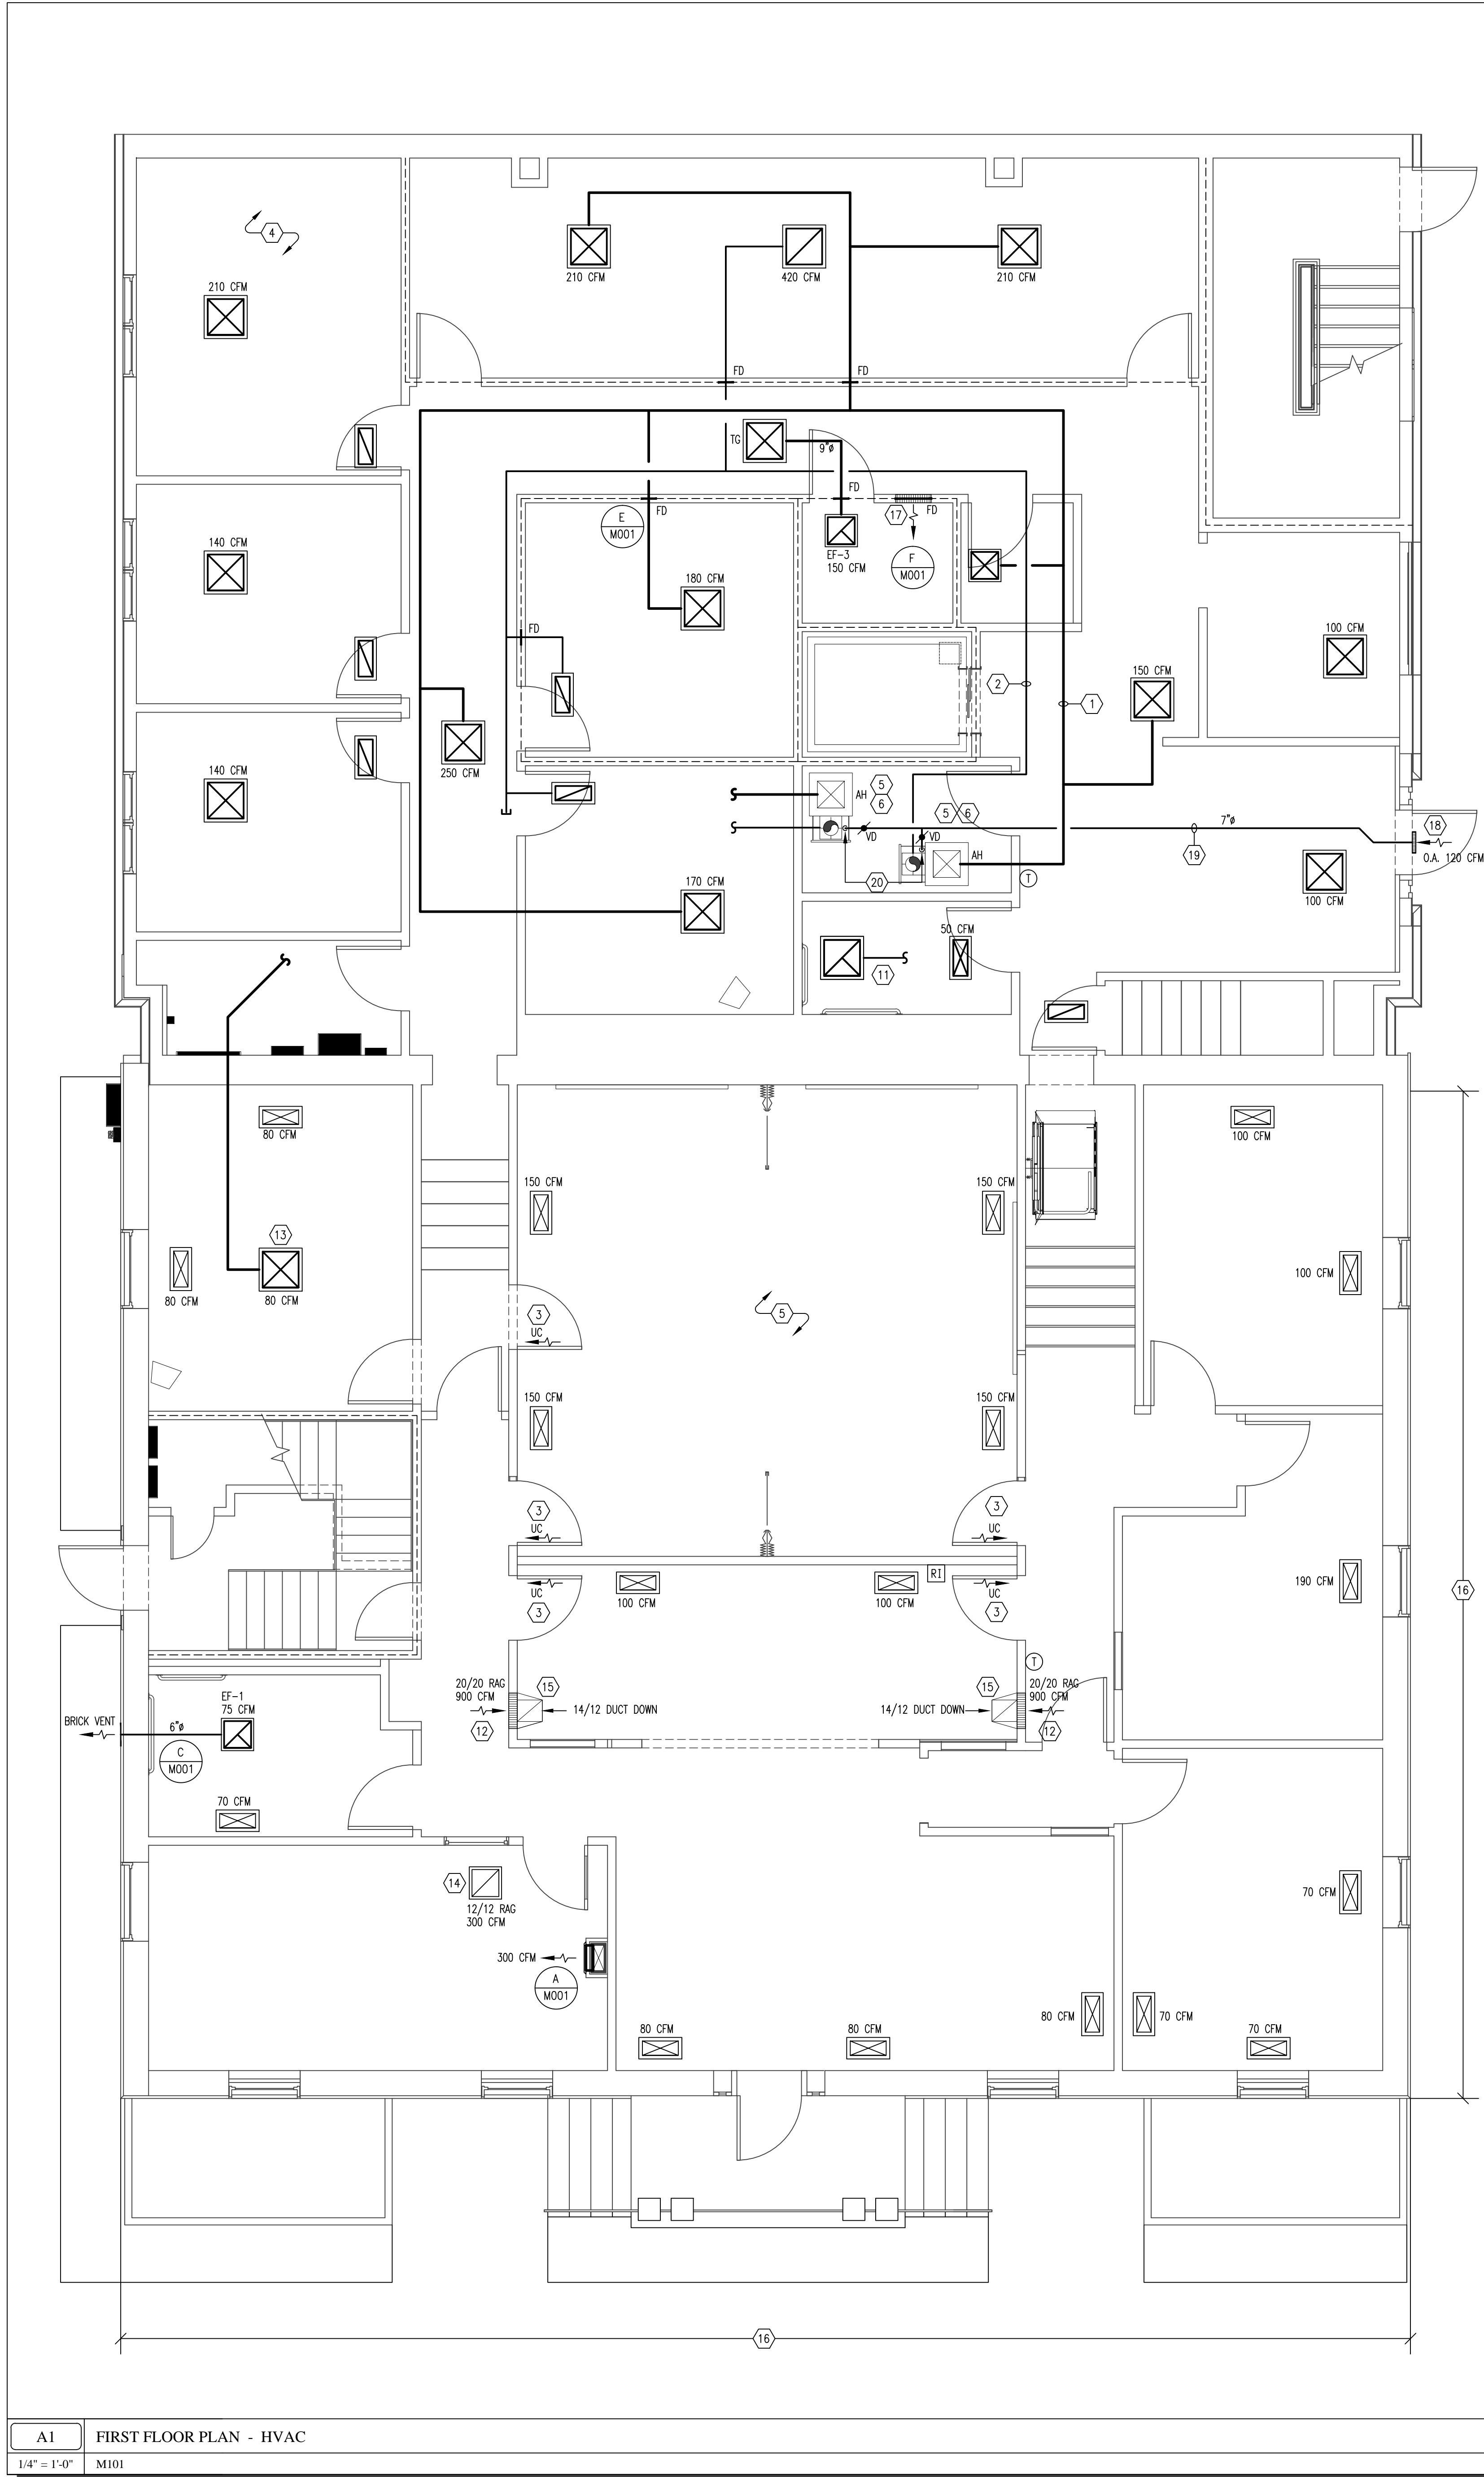 4
210 CFM
420 CFM
210 CFM
210 CFM
FD
FD
TG
9"ø
FD
FD
E
M001
FD
17
FD
EF-3
150 CFM
F
M001
140 CFM
180 CFM
FD
100 CFM
150 CFM
2
1
140 CFM
250 CFM
5
6
AH
5
6
VD
VD
7"ø
18
O.A. 120 CFM
19
AH
20
T
170 CFM
100 CFM
50 CFM
11
80 CFM
100 CFM
150 CFM
150 CFM
13
80 CFM
80 CFM
100 CFM
5
3
UC
150 CFM
150 CFM
3
UC
3
UC
RI
UC
3
100 CFM
100 CFM
UC
3
190 CFM
16
T
20/20 RAG
900 CFM
15
14/12 DUCT DOWN
12
14/12 DUCT DOWN
15
20/20 RAG
900 CFM
12
BRICK VENT
6"ø
EF-1
75 CFM
C
M001
70 CFM
14
12/12 RAG
300 CFM
70 CFM
300 CFM
A
M001
80 CFM
80 CFM
80 CFM
70 CFM
70 CFM
16
A1
FIRST FLOOR PLAN - HVAC
1/4" = 1'-0"
M101